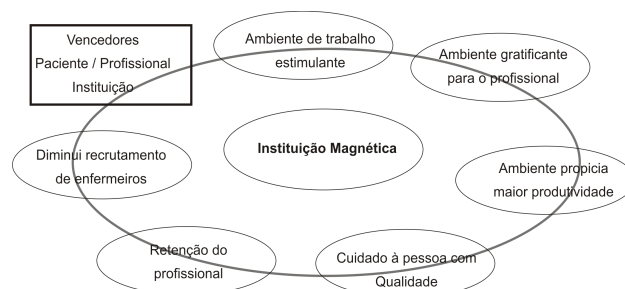 Vencedores
Paciente / Profissional
Instituição
Ambiente de trabalho
estimulante
Ambiente gratificante
para o profissional
Instituição Magnética
Diminui recrutamento
de enfermeiros
Ambiente propicia
maior produtividade
Retenção do
profissional
Cuidado à pessoa com
Qualidade